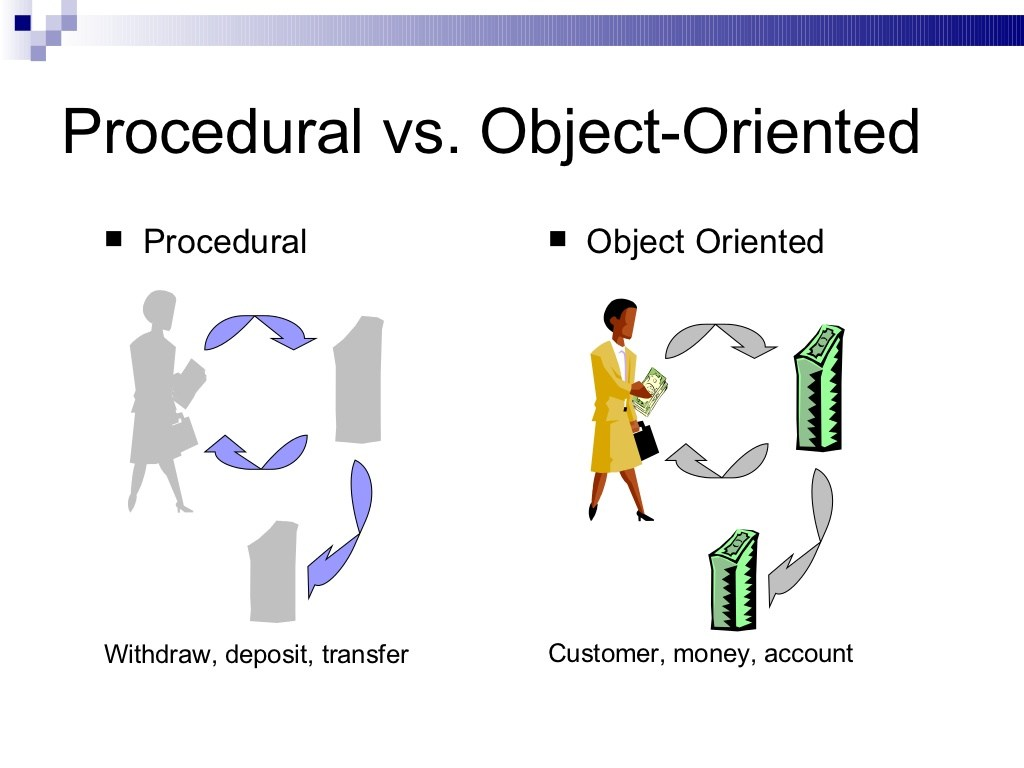 Procedural vs. Object-Oriented
Procedural
Withdraw, deposit, transfer
Object Oriented
Customer, money, account